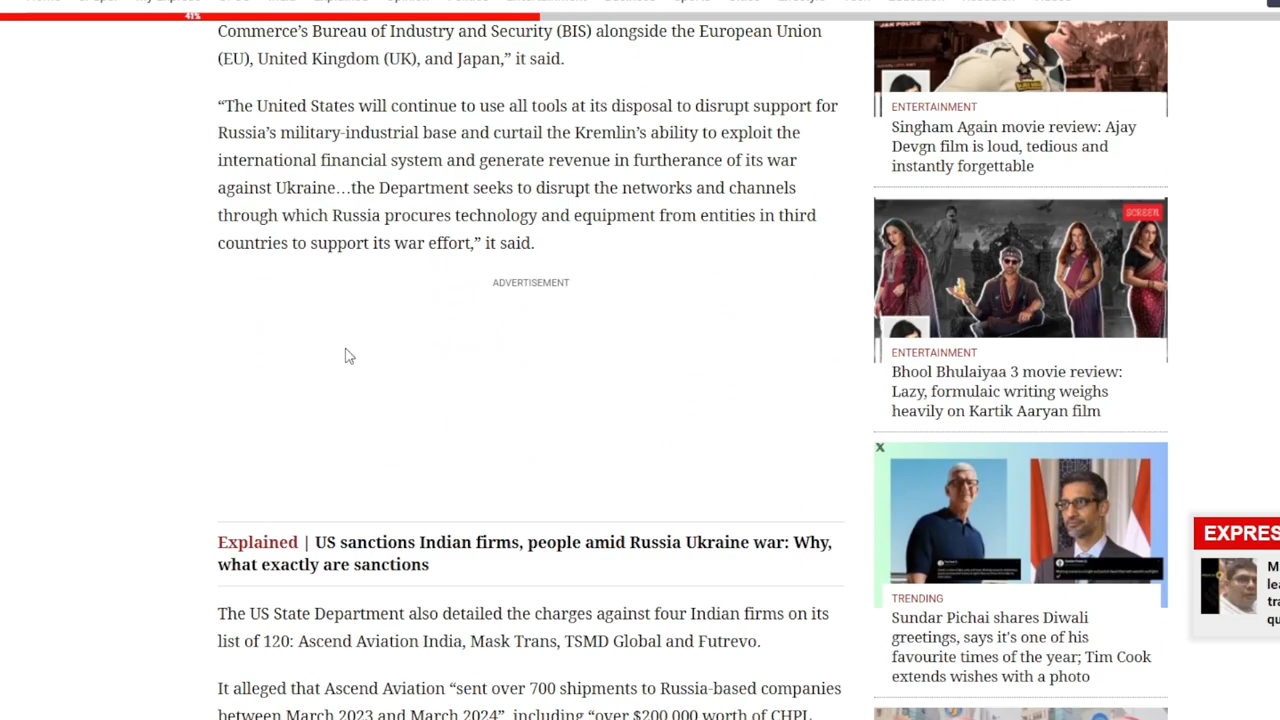 41%
Commerce’s Bureau of Industry and Security (BIS) alongside the European Union
(EU), United Kingdom (UK), and Japan,” it said.
“The United States will continue to use all tools at its disposal to disrupt support for
Russia’s military-industrial base and curtail the Kremlin’s ability to exploit the
international financial system and generate revenue in furtherance of its war
against Ukraine…the Department seeks to disrupt the networks and channels
through which Russia procures technology and equipment from entities in third
countries to support its war effort,” it said.
ADVERTISEMENT
Explained | US sanctions Indian firms, people amid Russia Ukraine war: Why,
what exactly are sanctions
The US State Department also detailed the charges against four Indian firms on its
list of 120: Ascend Aviation India, Mask Trans, TSMD Global and Futrevo.
It alleged that Ascend Aviation “sent over 700 shipments to Russia-based companies
between March 2023 and March 2024”, including “over $200,000 worth of CHPL
ENTERTAINMENT
Singham Again movie review: Ajay
Devgn film is loud, tedious and
instantly forgettable
SCREEN
ENTERTAINMENT
Bhool Bhulaiyaa 3 movie review:
Lazy, formulaic writing weighs
heavily on Kartik Aaryan film
X
TRENDING
Sundar Pichai shares Diwali
greetings, says it's one of his
favourite times of the year; Tim Cook
extends wishes with a photo
EXPRES
M
lea
tra
qu